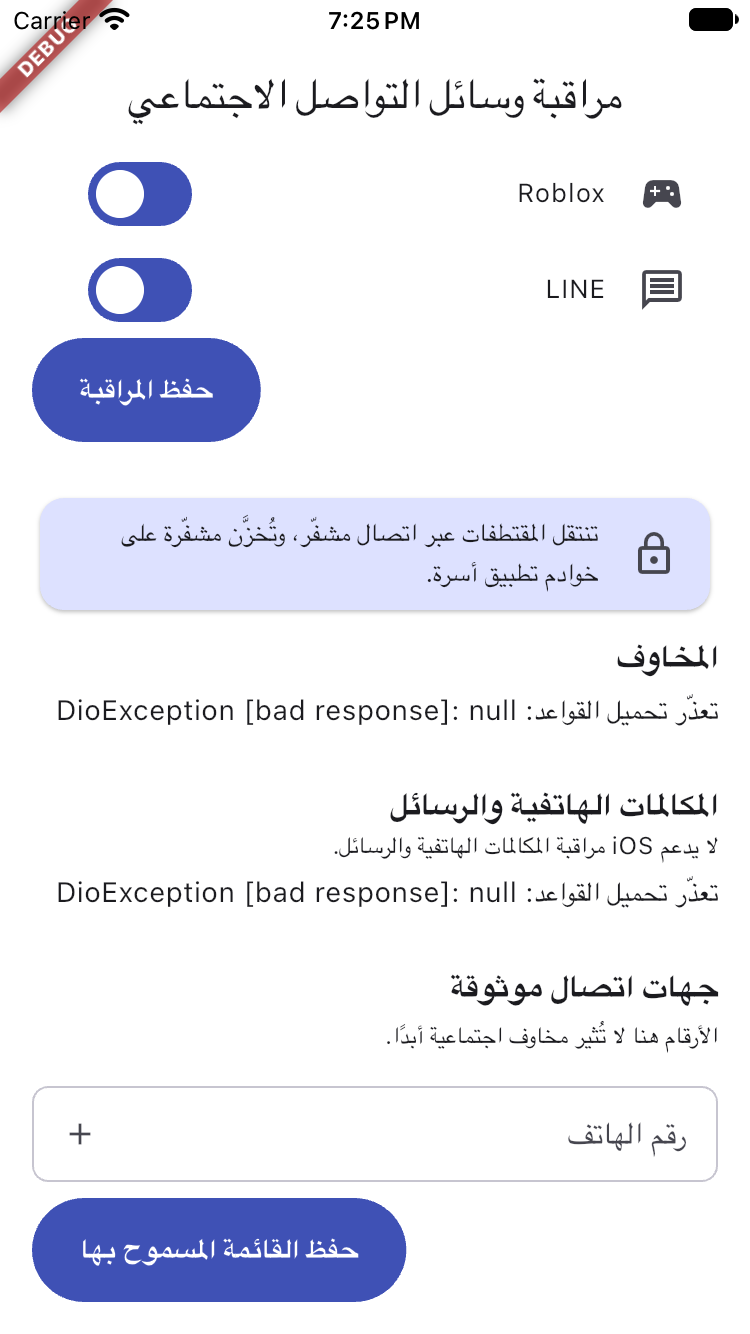 Carrier
7:25 PM
DEBUG
مراقبة وسائل التواصل الاجتماعي
Roblox
LINE
حفظ المراقبة
تنتقل المقتطفات عبر اتصال مشفّر، وتُخزَّن مشفّرة على
خوادم تطبيق أسرة.
المخاوف
تعذّر تحميل القواعد: DioException [bad response]: null
المكالمات الهاتفية والرسائل
لا يدعم iOS مراقبة المكالمات الهاتفية والرسائل.
تعذّر تحميل القواعد: DioException [bad response]: null
جهات اتصال موثوقة
الأرقام هنا لا تُثير مخاوف اجتماعية أبدًا.
رقم الهاتف
حفظ القائمة المسموح بها